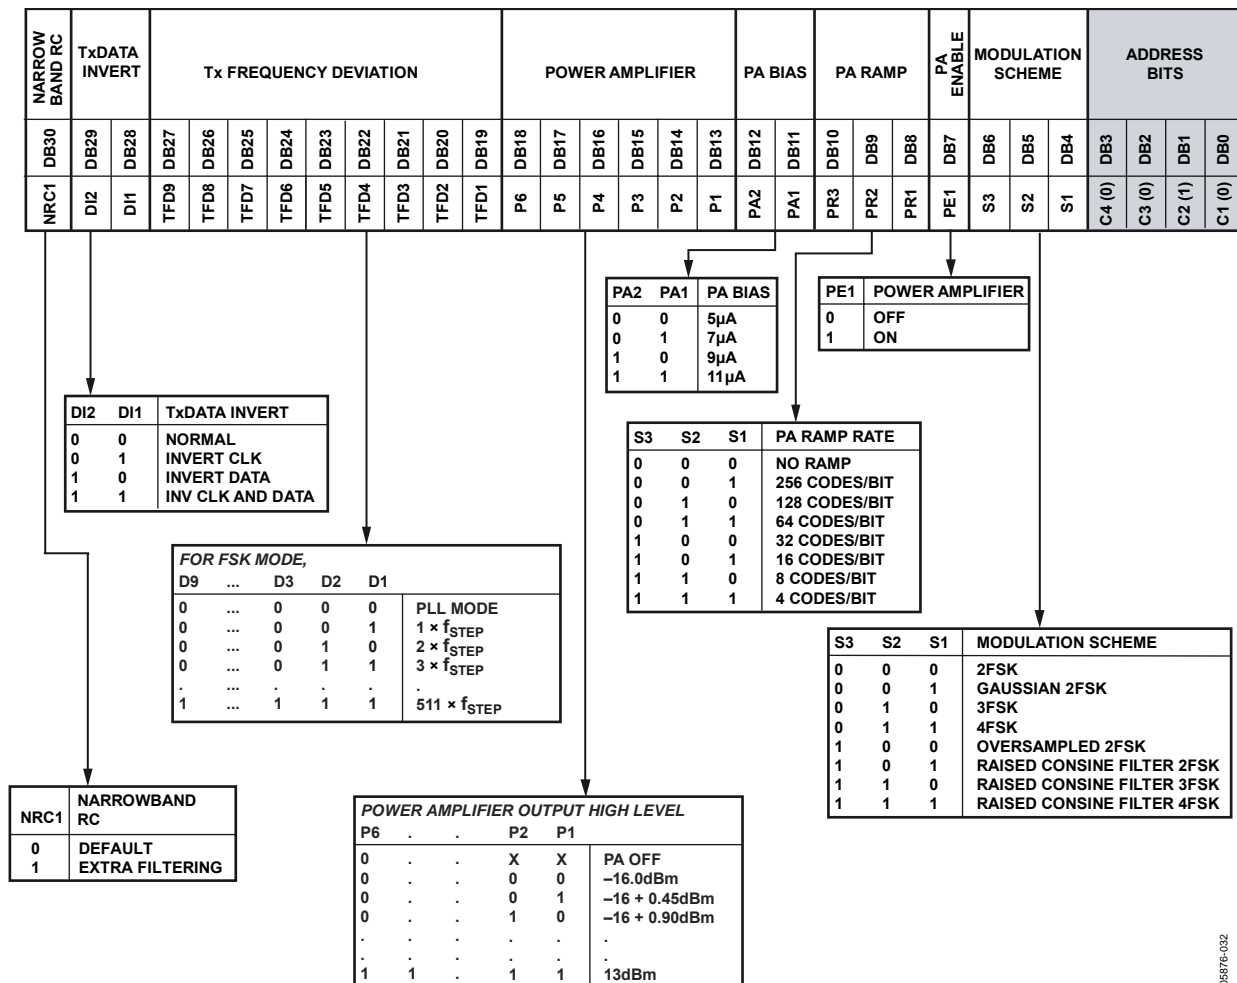 NARROW BAND RC
TxDATA INVERT
Tx FREQUENCY DEVIATION
POWER AMPLIFIER
PA BIAS
PA RAMP
PA ENABLE
MODULATION SCHEME
ADDRESS BITS
DB30 DB29 DB28 DB27 DB26 DB25 DB24 DB23 DB22 DB21 DB20 DB19 DB18 DB17 DB16 DB15 DB14 DB13 DB12 DB11 DB10 DB9 DB8 DB7 DB6 DB5 DB4 DB3 DB2 DB1 DB0
NRC1 DI2 DI1 TFD9 TFD8 TFD7 TFD6 TFD5 TFD4 TFD3 TFD2 TFD1 P6 P5 P4 P3 P2 P1 PA2 PA1 PR3 PR2 PR1 PE1 S3 S2 S1 C4 (0) C3 (0) C2 (1) C1 (0)
PA2 PA1 PA BIAS
0 0 5µA
0 1 7µA
1 0 9µA
1 1 11µA
PE1 POWER AMPLIFIER
0 OFF
1 ON
DI2 DI1 TxDATA INVERT
0 0 NORMAL
0 1 INVERT CLK
1 0 INVERT DATA
1 1 INV CLK AND DATA
S3 S2 S1 PA RAMP RATE
0 0 0 NO RAMP
0 0 1 256 CODES/BIT
0 1 0 128 CODES/BIT
0 1 1 64 CODES/BIT
1 0 0 32 CODES/BIT
1 0 1 16 CODES/BIT
1 1 0 8 CODES/BIT
1 1 1 4 CODES/BIT
FOR FSK MODE,
D9 ... D3 D2 D1
0 ... 0 0 0 PLL MODE
0 ... 0 0 1 1 × fSTEP
0 ... 0 1 0 2 × fSTEP
0 ... 0 1 1 3 × fSTEP
. ... . . . .
1 ... 1 1 1 511 × fSTEP
S3 S2 S1 MODULATION SCHEME
0 0 0 2FSK
0 0 1 GAUSSIAN 2FSK
0 1 0 3FSK
0 1 1 4FSK
1 0 0 OVERSAMPLED 2FSK
1 0 1 RAISED CONSINE FILTER 2FSK
1 1 0 RAISED CONSINE FILTER 3FSK
1 1 1 RAISED CONSINE FILTER 4FSK
NRC1 NARROWBAND RC
0 DEFAULT
1 EXTRA FILTERING
POWER AMPLIFIER OUTPUT HIGH LEVEL
P6 . . P2 P1
0 . . X X PA OFF
0 . . 0 0 –16.0dBm
0 . . 0 1 –16 + 0.45dBm
0 . . 1 0 –16 + 0.90dBm
. . . . . .
. . . . . .
1 1 . 1 1 13dBm
05876-032